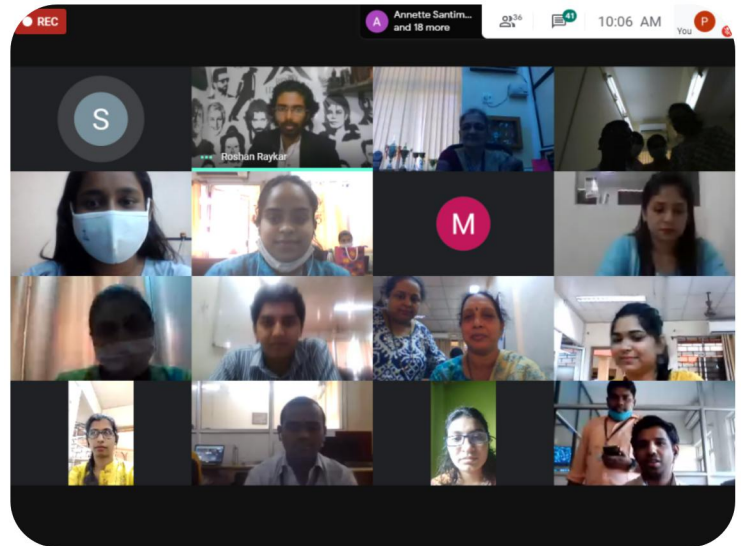 REC
A
Annette Santim...
and 18 more
36
41
10:06 AM
You
P
S
Roshan Raykar
M